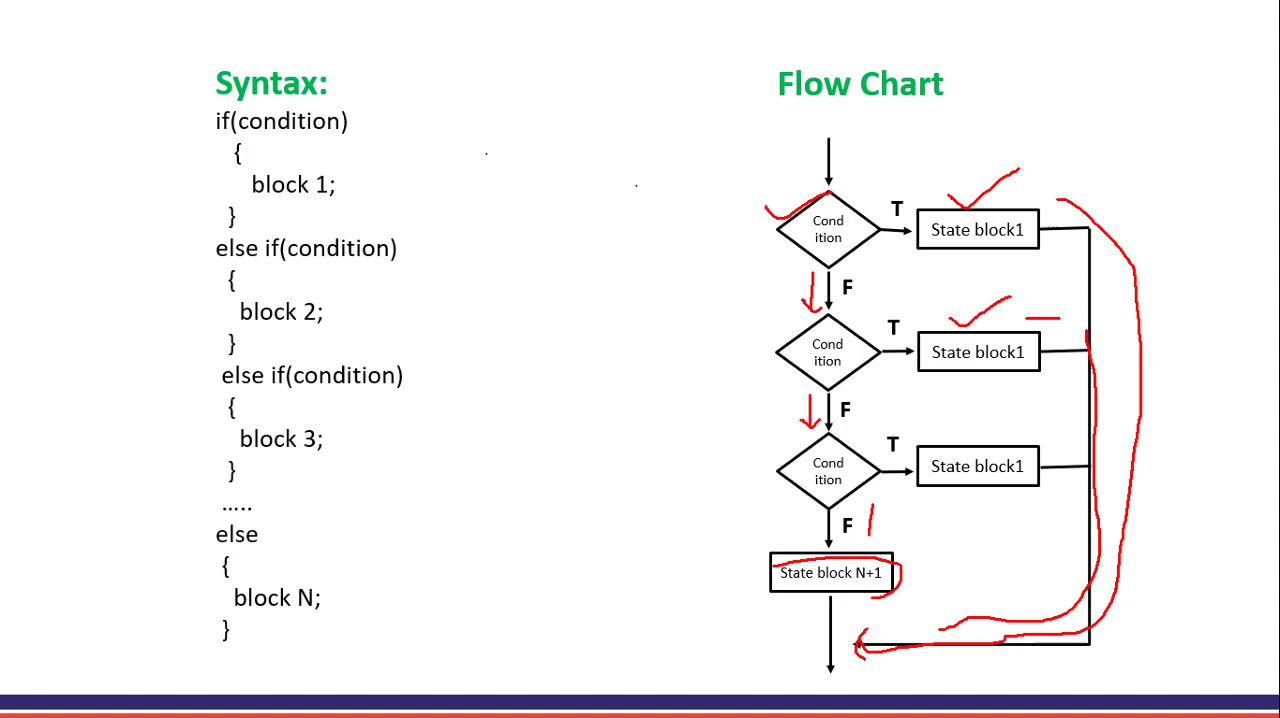 Syntax:
if(condition)
{
block 1;
}
else if(condition)
{
block 2;
}
else if(condition)
{
block 3;
}
…..
else
{
block N;
}
Flow Chart
Cond
ition
T
State block1
F
Cond
ition
T
State block1
F
Cond
ition
T
State block1
F
State block N+1